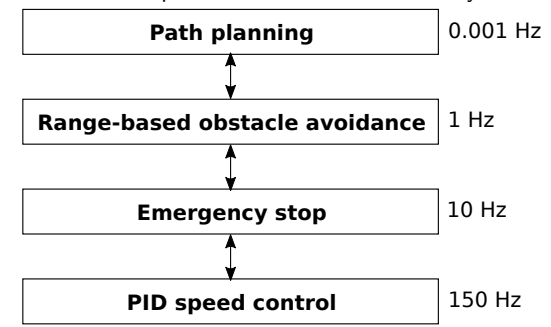 Path planning 0.001 Hz
Range-based obstacle avoidance 1 Hz
Emergency stop 10 Hz
PID speed control 150 Hz